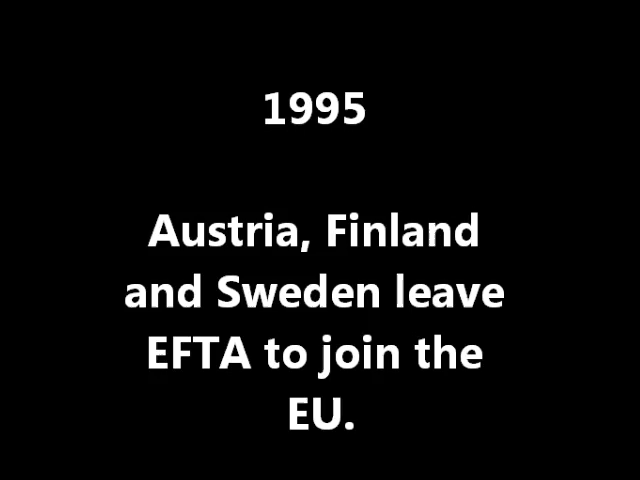 1995
Austria, Finland
and Sweden leave
EFTA to join the
EU.